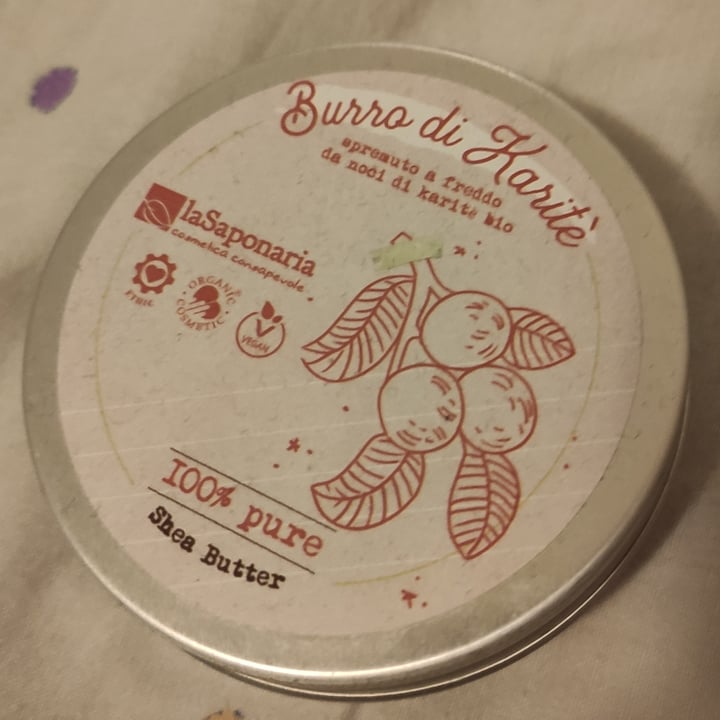 Burro di Karitè
spremuto a freddo
da noci di karitè bio
laSaponaria
cosmetica consapevole
ETHIC
ORGANIC
COSMETIC
VEGAN
100% pure
Shea Butter